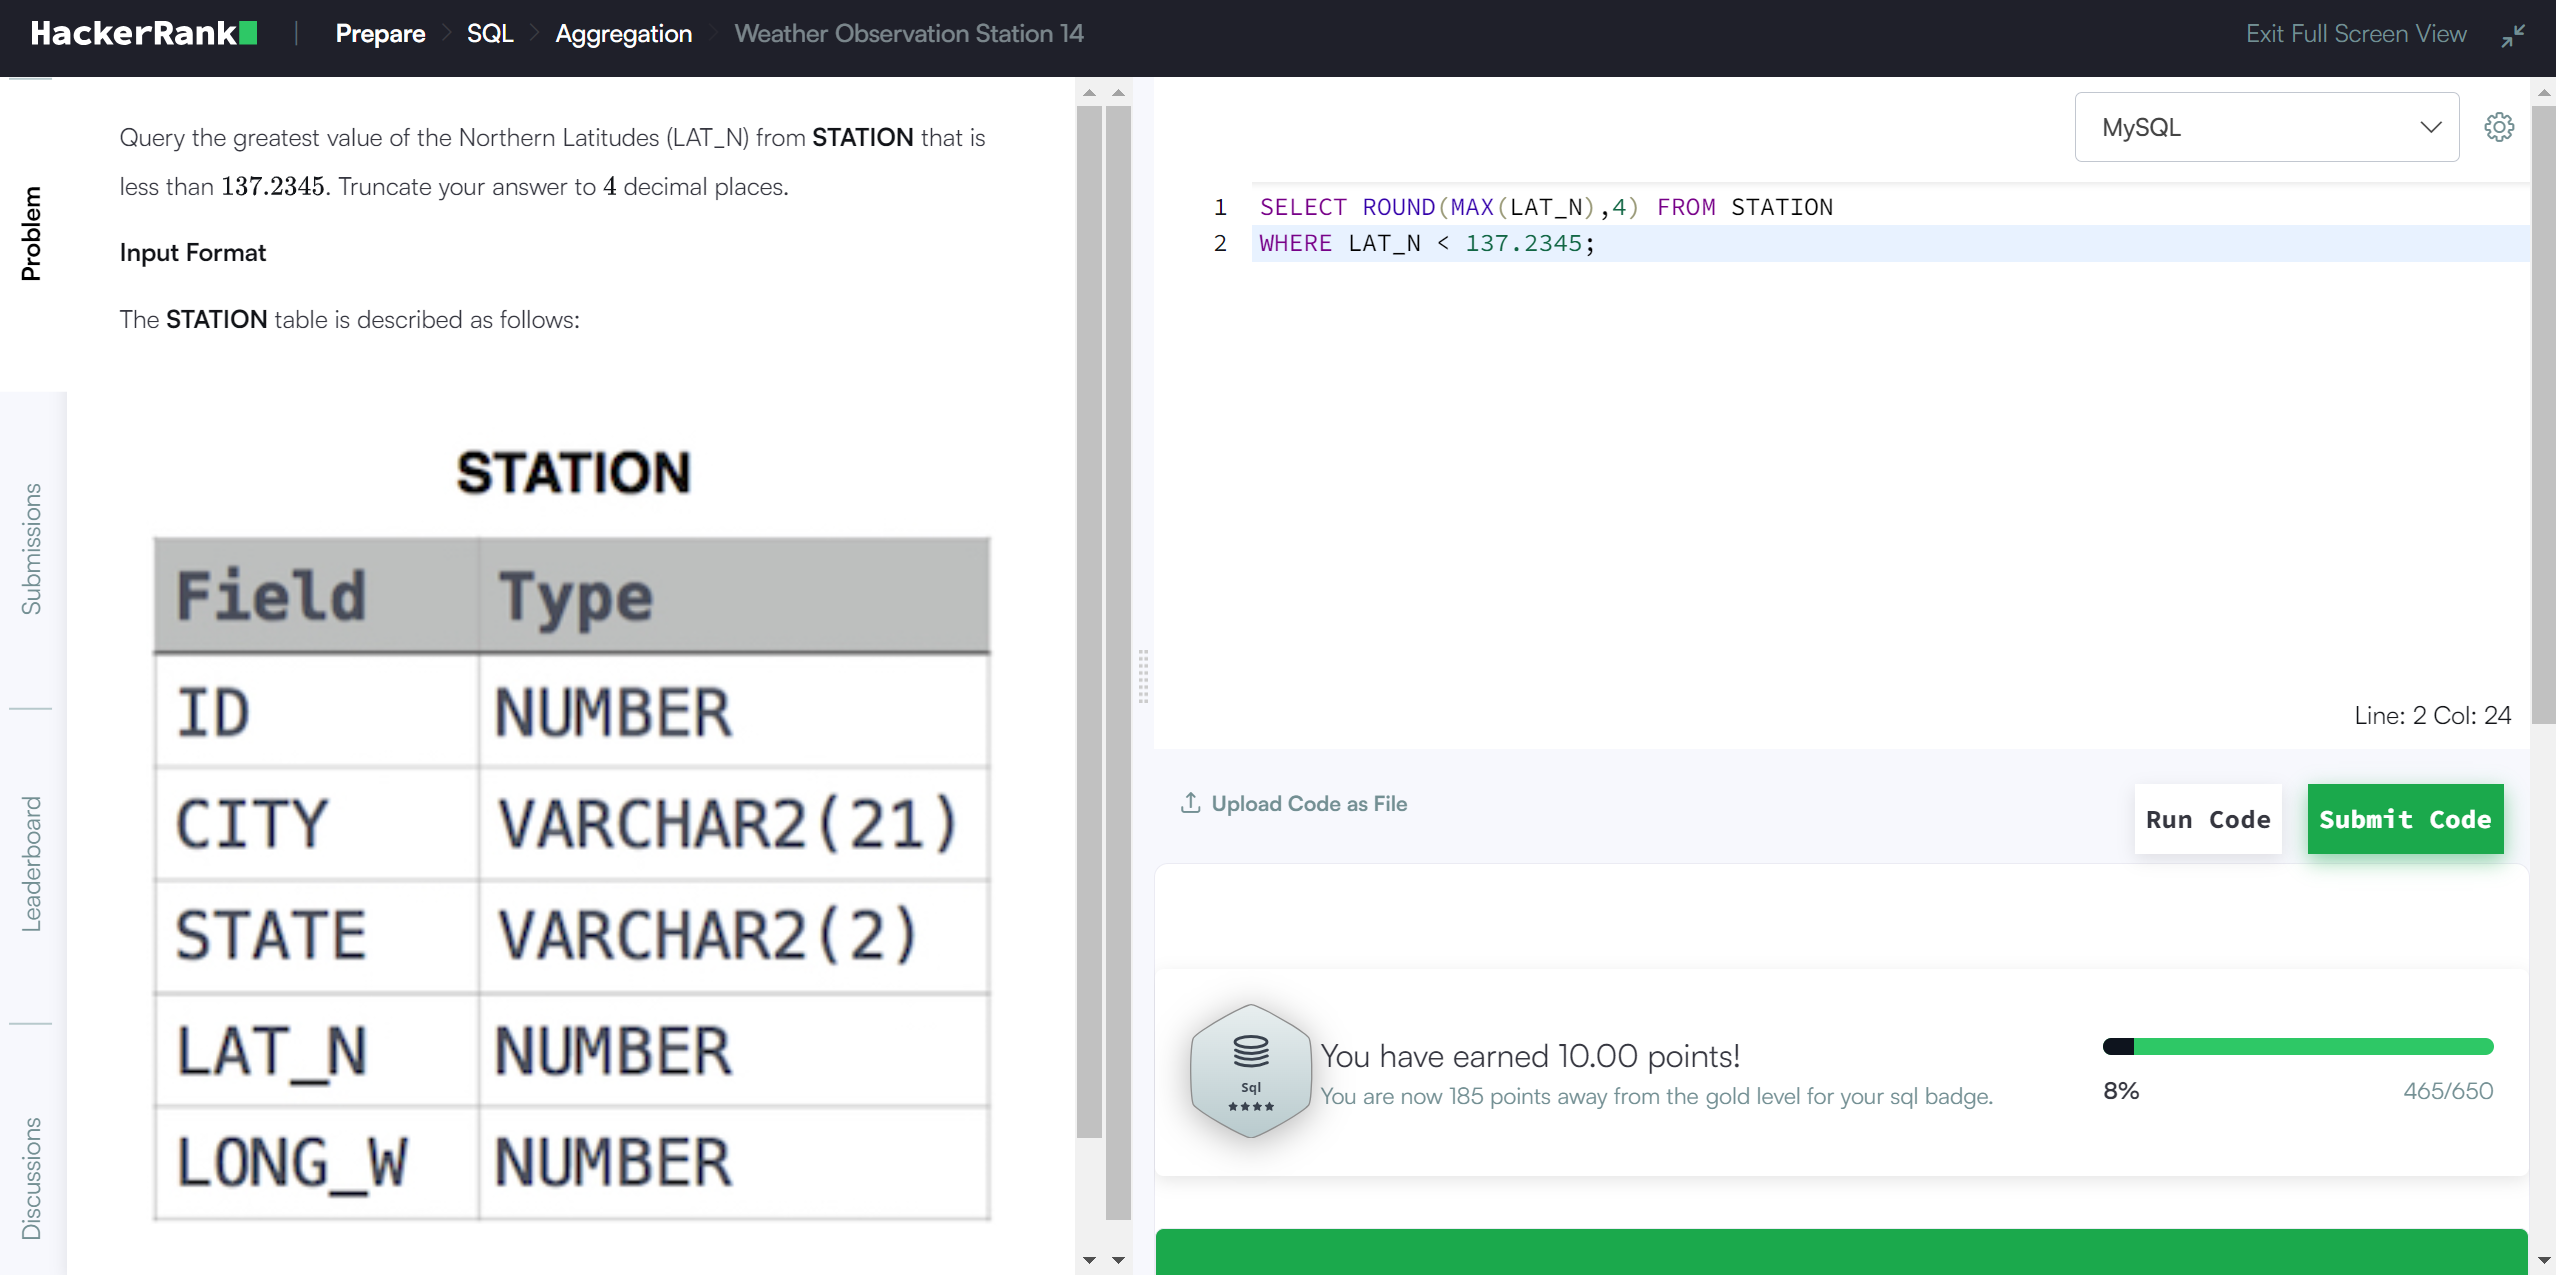 HackerRank | Prepare > SQL > Aggregation > Weather Observation Station 14
Exit Full Screen View
Problem
Submissions
Leaderboard
Discussions
Query the greatest value of the Northern Latitudes (LAT_N) from STATION that is
less than 137.2345. Truncate your answer to 4 decimal places.
Input Format
The STATION table is described as follows:
STATION
Field Type
ID NUMBER
CITY VARCHAR2(21)
STATE VARCHAR2(2)
LAT_N NUMBER
LONG_W NUMBER
MySQL
1 SELECT ROUND(MAX(LAT_N),4) FROM STATION
2 WHERE LAT_N < 137.2345;
Line: 2 Col: 24
Upload Code as File
Run Code
Submit Code
Sql
★★★★
You have earned 10.00 points!
You are now 185 points away from the gold level for your sql badge.
8%
465/650